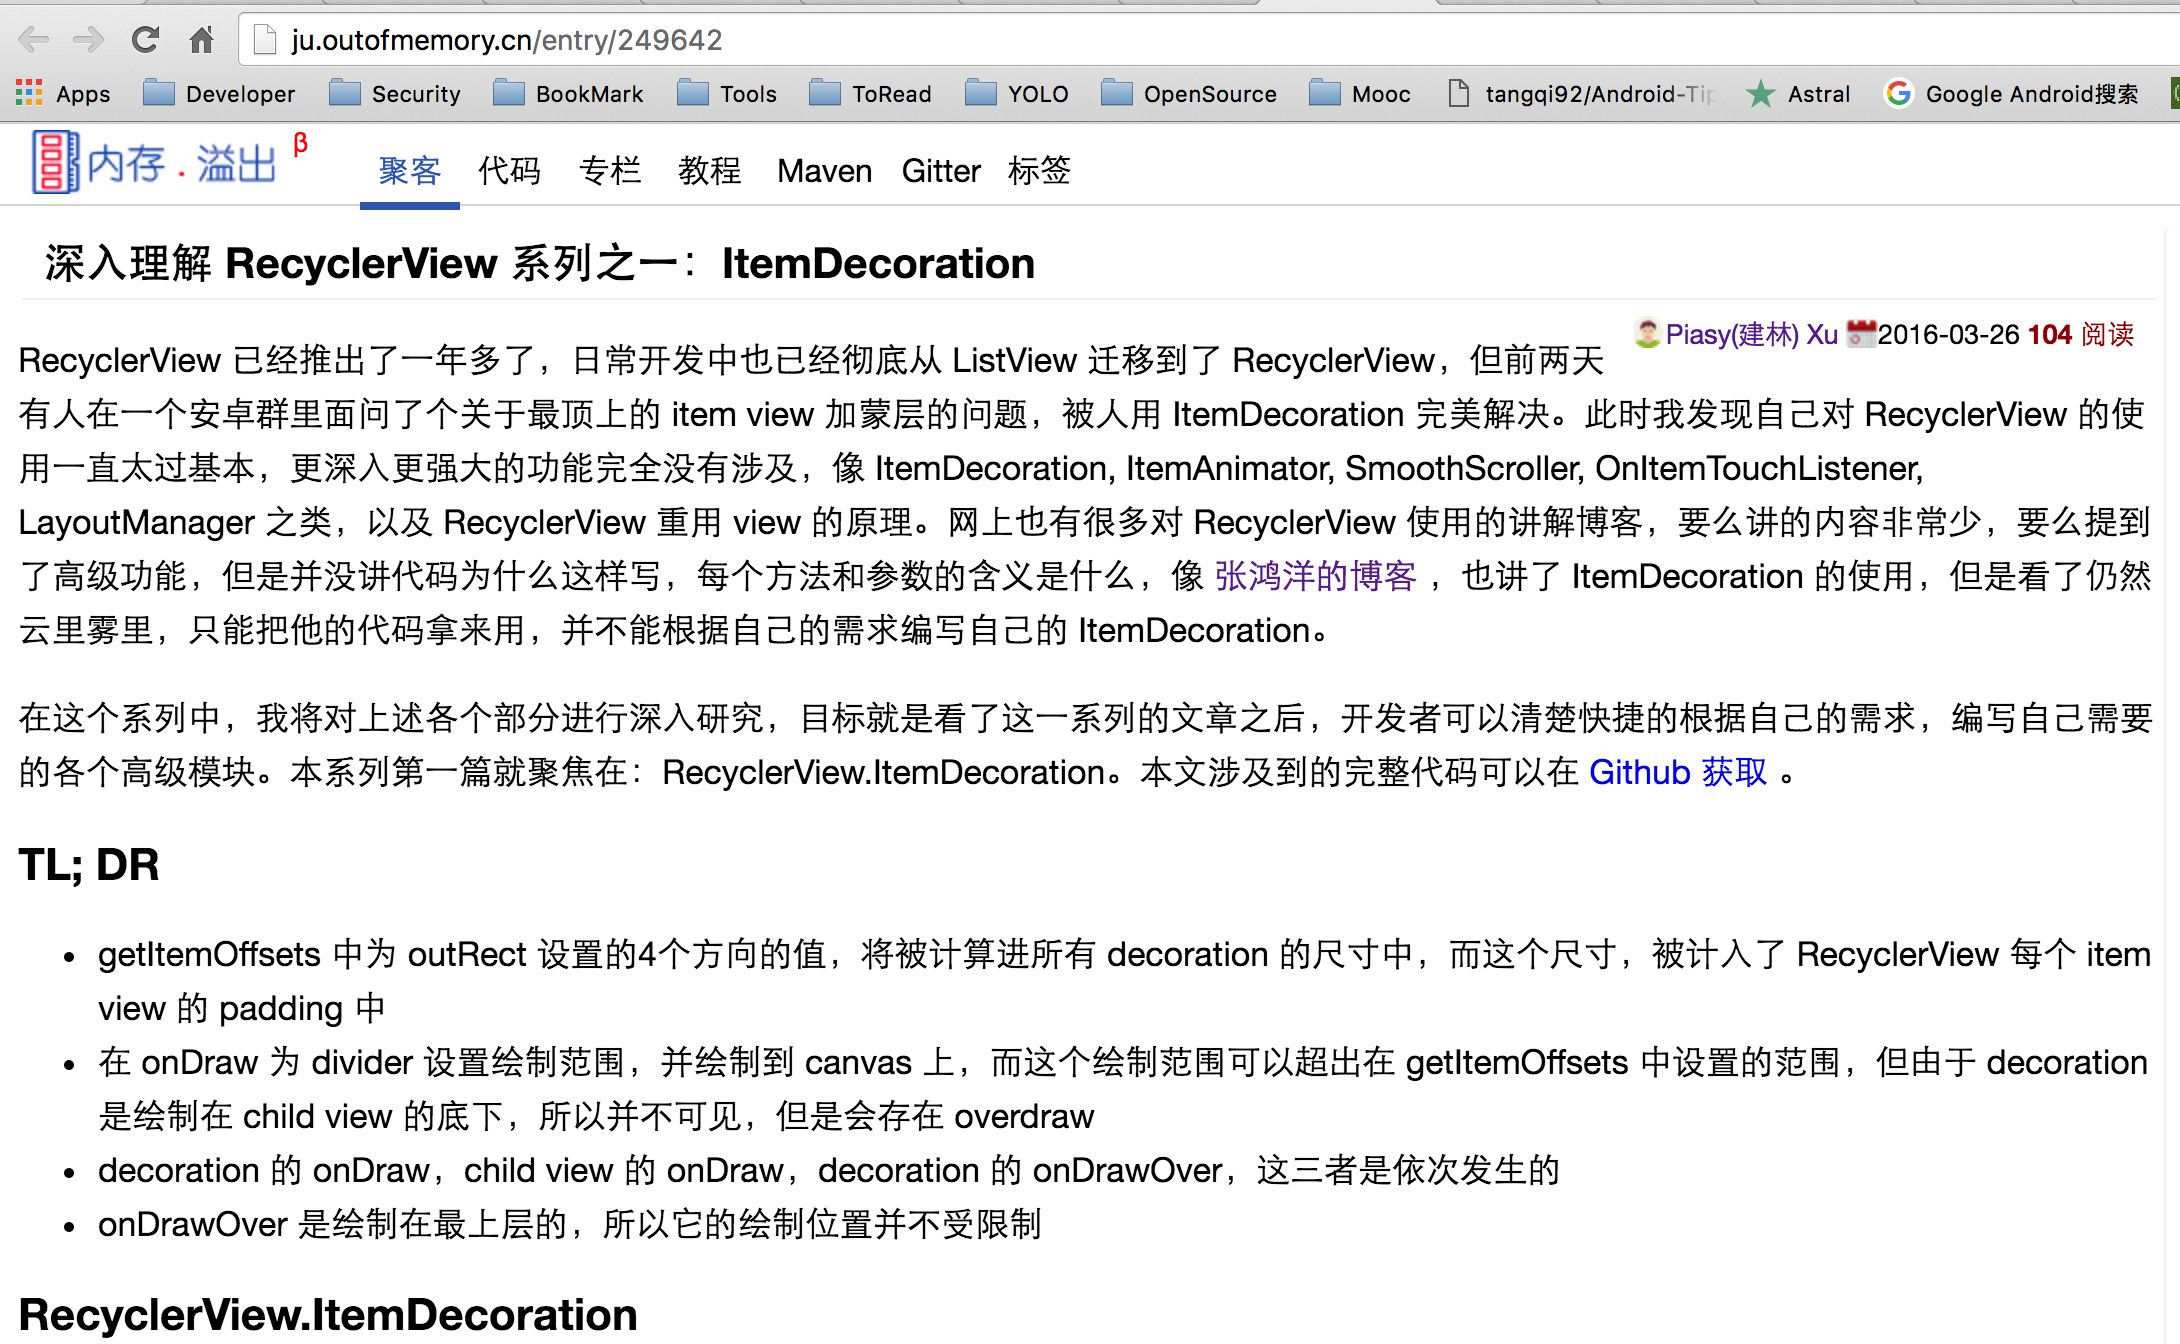 ju.outofmemory.cn/entry/249642
Apps Developer Security BookMark Tools ToRead YOLO OpenSource Mooc tangqi92/Android-Tip Astral Google Android搜索
内存.溢出 β 聚客 代码 专栏 教程 Maven Gitter 标签
深入理解 RecyclerView 系列之一：ItemDecoration
Piasy(建林) Xu 2016-03-26 104 阅读
RecyclerView 已经推出了一年多了，日常开发中也已经彻底从 ListView 迁移到了 RecyclerView，但前两天
有人在一个安卓群里面问了个关于最顶上的 item view 加蒙层的问题，被人用 ItemDecoration 完美解决。此时我发现自己对 RecyclerView 的使
用一直太过基本，更深入更强大的功能完全没有涉及，像 ItemDecoration, ItemAnimator, SmoothScroller, OnItemTouchListener,
LayoutManager 之类，以及 RecyclerView 重用 view 的原理。网上也有很多对 RecyclerView 使用的讲解博客，要么讲的内容非常少，要么提到
了高级功能，但是并没讲代码为什么这样写，每个方法和参数的含义是什么，像 张鸿洋的博客 ，也讲了 ItemDecoration 的使用，但是看了仍然
云里雾里，只能把他的代码拿来用，并不能根据自己的需求编写自己的 ItemDecoration。
在这个系列中，我将对上述各个部分进行深入研究，目标就是看了这一系列的文章之后，开发者可以清楚快捷的根据自己的需求，编写自己需要
的各个高级模块。本系列第一篇就聚焦在：RecyclerView.ItemDecoration。本文涉及到的完整代码可以在 Github 获取 。
TL; DR
• getItemOffsets 中为 outRect 设置的4个方向的值，将被计算进所有 decoration 的尺寸中，而这个尺寸，被计入了 RecyclerView 每个 item
view 的 padding 中
• 在 onDraw 为 divider 设置绘制范围，并绘制到 canvas 上，而这个绘制范围可以超出在 getItemOffsets 中设置的范围，但由于 decoration
是绘制在 child view 的底下，所以并不可见，但是会存在 overdraw
• decoration 的 onDraw，child view 的 onDraw，decoration 的 onDrawOver，这三者是依次发生的
• onDrawOver 是绘制在最上层的，所以它的绘制位置并不受限制
RecyclerView.ItemDecoration